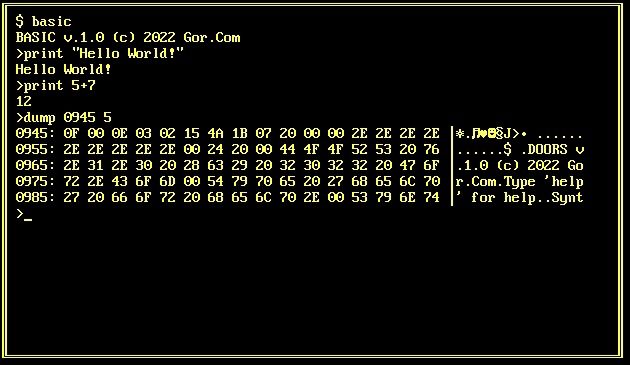 $ basic
BASIC v.1.0 (c) 2022 Gor.Com
>print "Hello World!"
Hello World!
>print 5+7
12
>dump 0945 5
0945: 0F 00 0E 03 02 15 4A 1B 07 20 00 00 2E 2E 2E 2E |☼.♫♥☻§J>• ......
0955: 2E 2E 2E 2E 2E 2E 00 24 20 00 44 4F 4F 52 53 20 76 |......$ .DOORS v
0965: 2E 31 2E 30 20 28 63 29 20 32 30 32 32 20 47 6F |.1.0 (c) 2022 Go
0975: 72 2E 43 6F 6D 00 54 79 70 65 20 27 68 65 6C 70 |r.Com.Type 'help
0985: 27 20 66 6F 72 20 68 65 6C 70 2E 00 53 79 6E 74 |' for help..Synt
>_